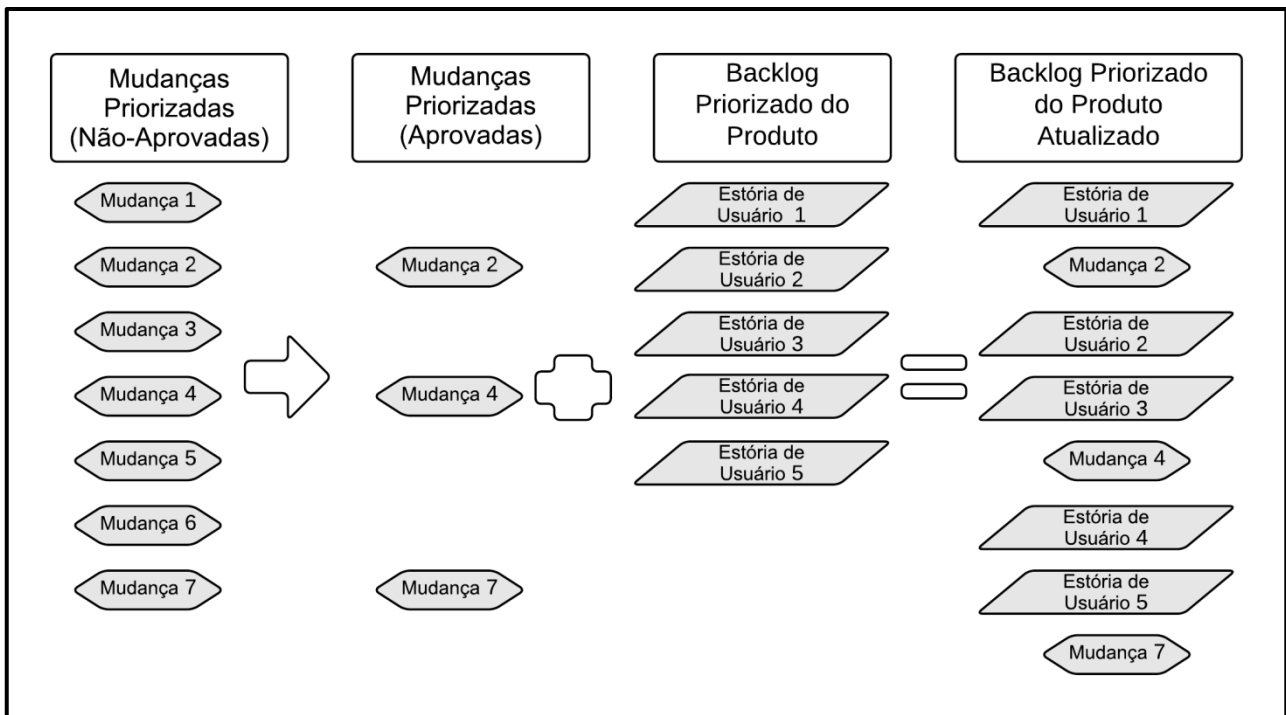 Mudanças
Priorizadas
(Não-Aprovadas)
Mudança 1
Mudança 2
Mudança 3
Mudança 4
Mudança 5
Mudança 6
Mudança 7
Mudanças
Priorizadas
(Aprovadas)
Mudança 2
Mudança 4
Mudança 7
Backlog
Priorizado do
Produto
Estória de
Usuário 1
Estória de
Usuário 2
Estória de
Usuário 3
Estória de
Usuário 4
Estória de
Usuário 5
Backlog Priorizado
do Produto
Atualizado
Estória de
Usuário 1
Mudança 2
Estória de
Usuário 2
Estória de
Usuário 3
Mudança 4
Estória de
Usuário 4
Estória de
Usuário 5
Mudança 7